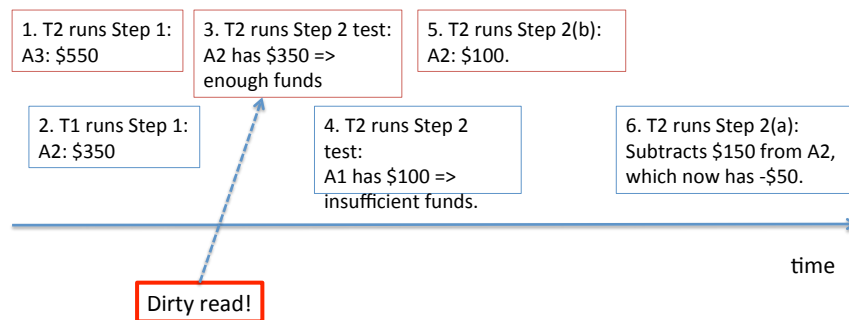 1. T2 runs Step 1:
A3: $550
3. T2 runs Step 2 test:
A2 has $350 =>
enough funds
5. T2 runs Step 2(b):
A2: $100.
2. T1 runs Step 1:
A2: $350
4. T2 runs Step 2
test:
A1 has $100 =>
insufficient funds.
6. T2 runs Step 2(a):
Subtracts $150 from A2,
which now has -$50.
time
Dirty read!